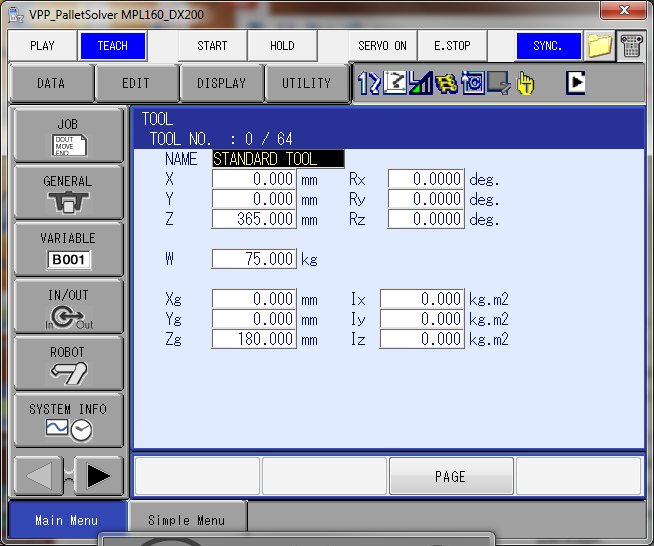 VPP_PalletSolver MPL160_DX200
PLAY TEACH START HOLD SERVO ON E.STOP SYNC.
DATA EDIT DISPLAY UTILITY
JOB
DOUT
MOVE
END
GENERAL
VARIABLE
B001
IN/OUT
In Out
ROBOT
SYSTEM INFO
TOOL
TOOL NO. : 0 / 64
NAME STANDARD TOOL
X 0.000 mm Rx 0.0000 deg.
Y 0.000 mm Ry 0.0000 deg.
Z 365.000 mm Rz 0.0000 deg.
W 75.000 kg
Xg 0.000 mm Ix 0.000 kg.m2
Yg 0.000 mm Iy 0.000 kg.m2
Zg 180.000 mm Iz 0.000 kg.m2
PAGE
Main Menu Simple Menu